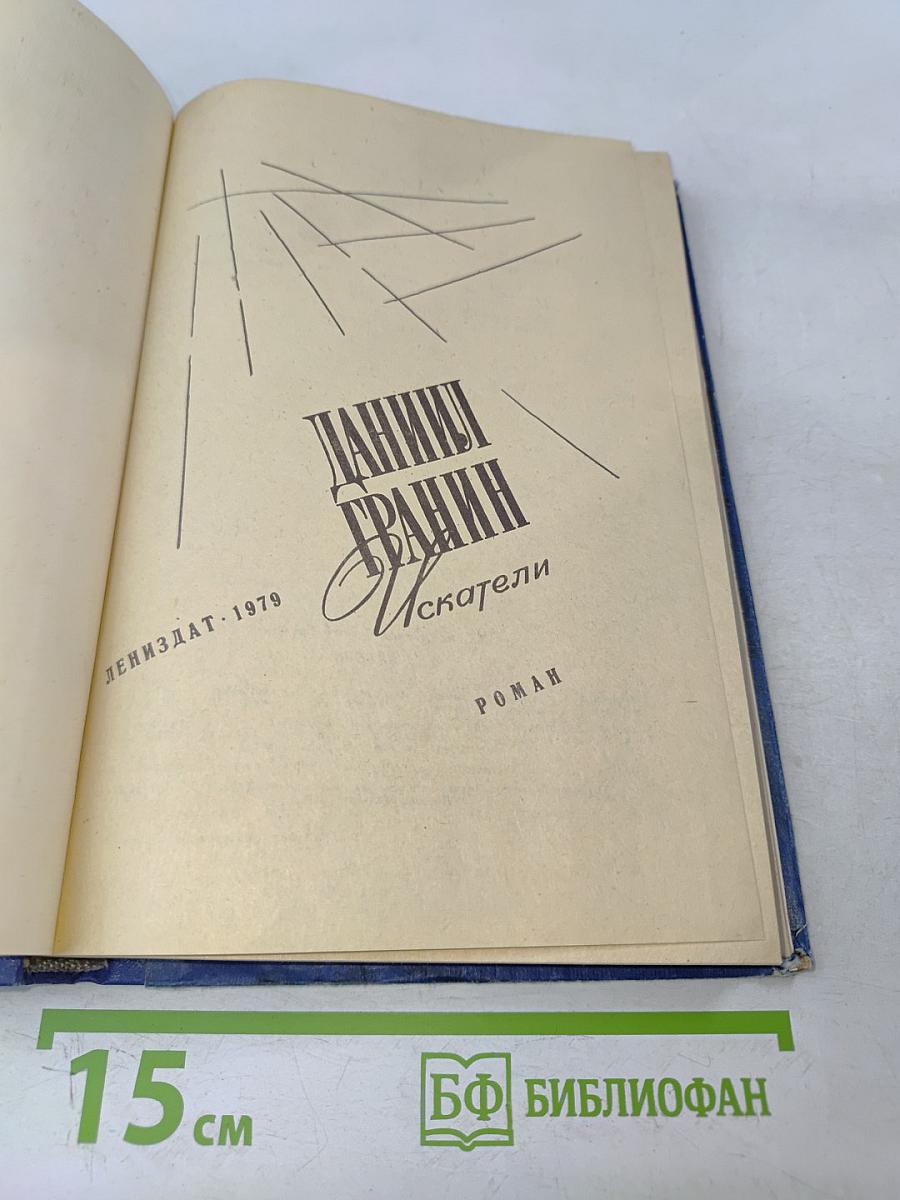 ДАНИИЛ
ГРАНИН
Искатели
ЛЕНИЗДАТ · 1979
РОМАН
15 см
БФ БИБЛИОФАН